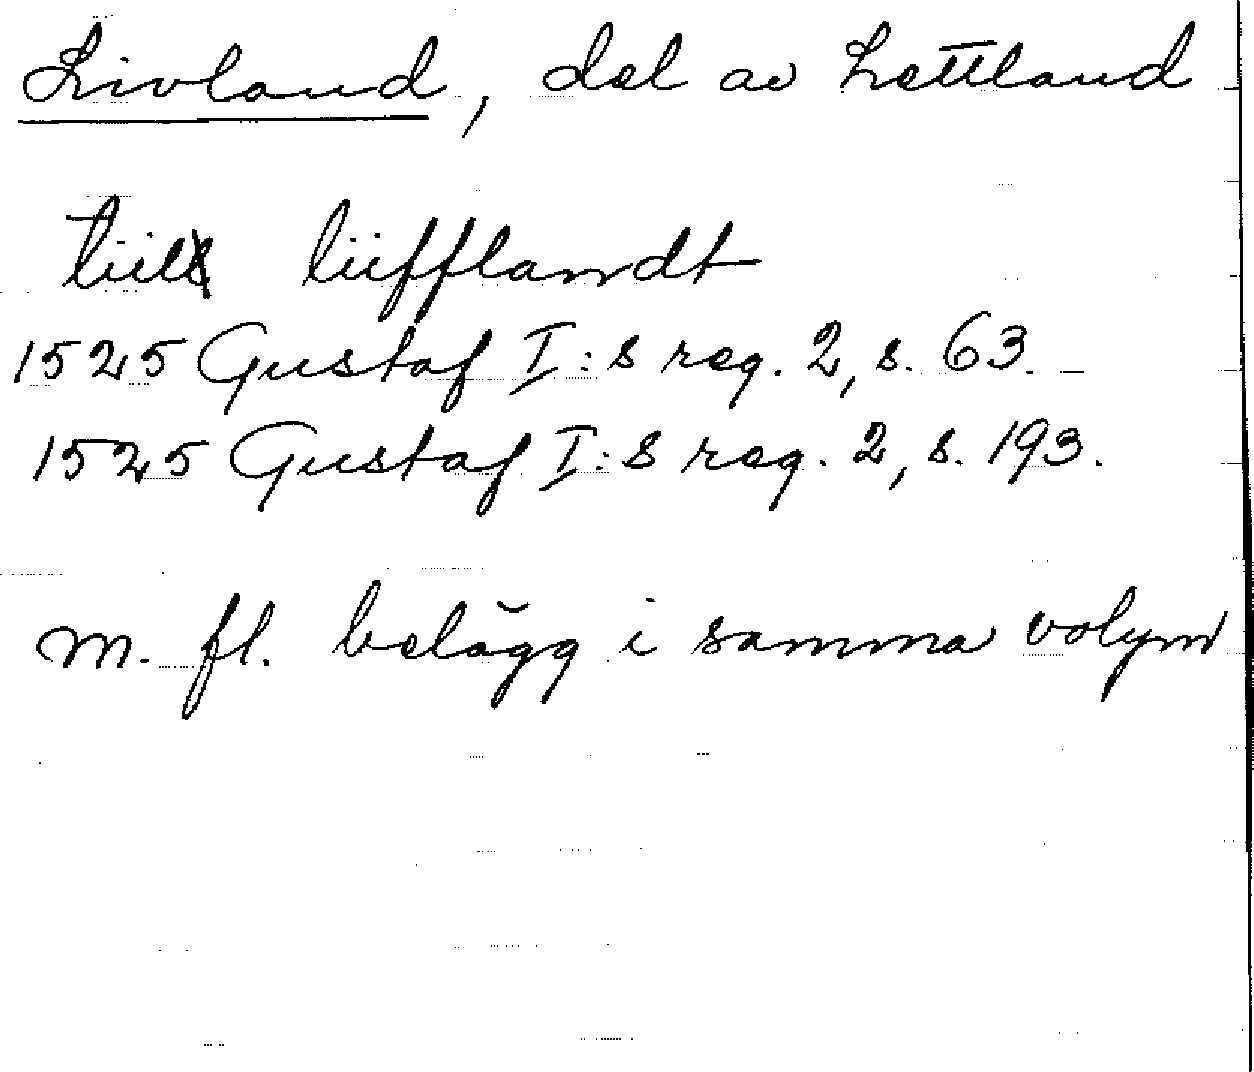 Livland, del av Lettland
tiil liifflandt
1525 Gustaf I:s reg. 2, s. 63.
1525 Gustaf I:s reg. 2, s. 193.
m. fl. belägg i samma volym